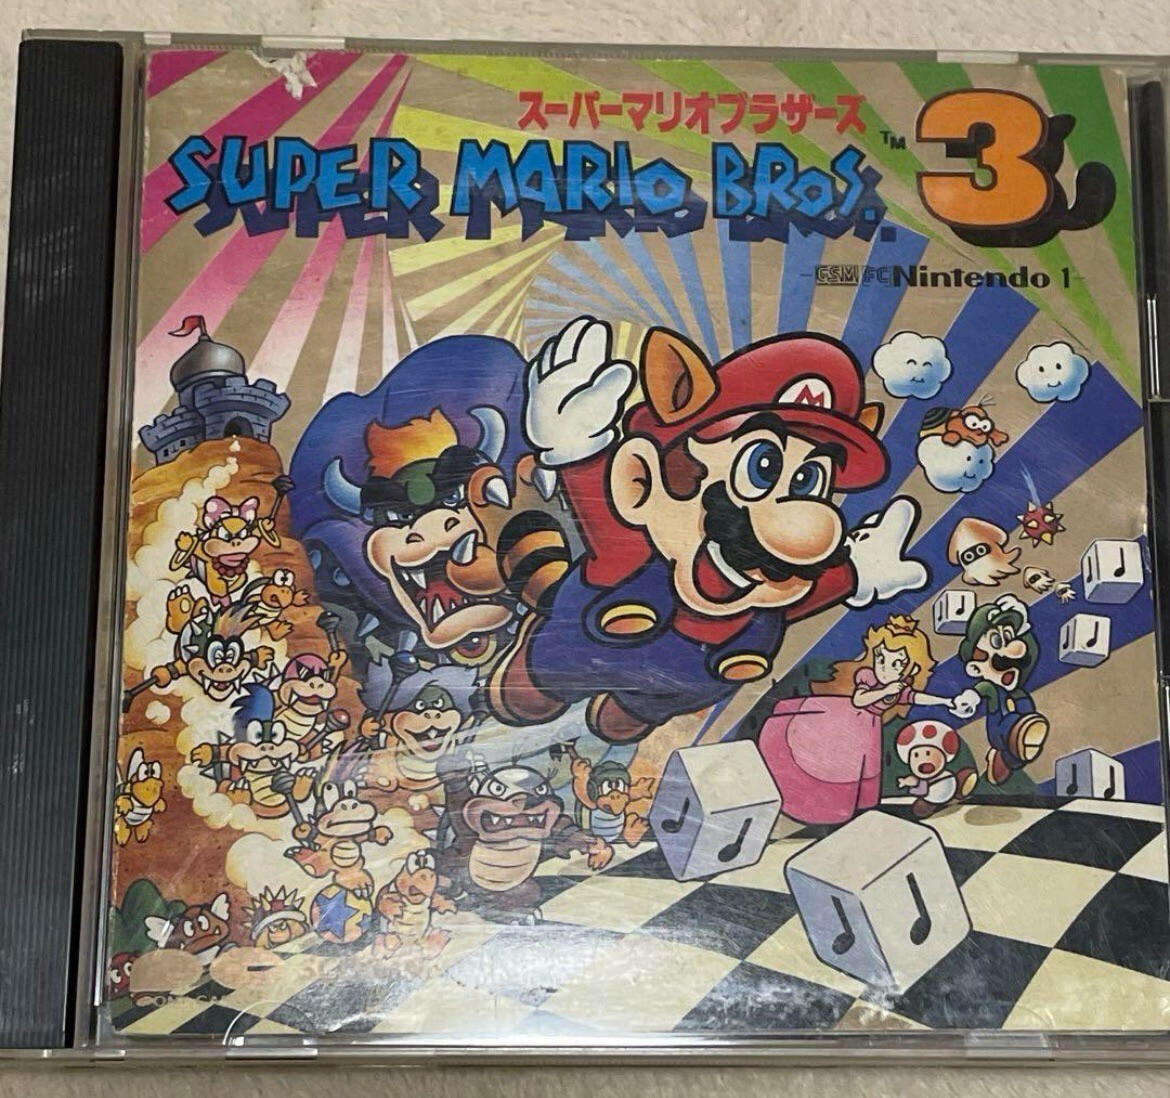 スーパーマリオブラザーズ
SUPER MARIO BROS.™ 3
G.S.M. FC Nintendo 1
M